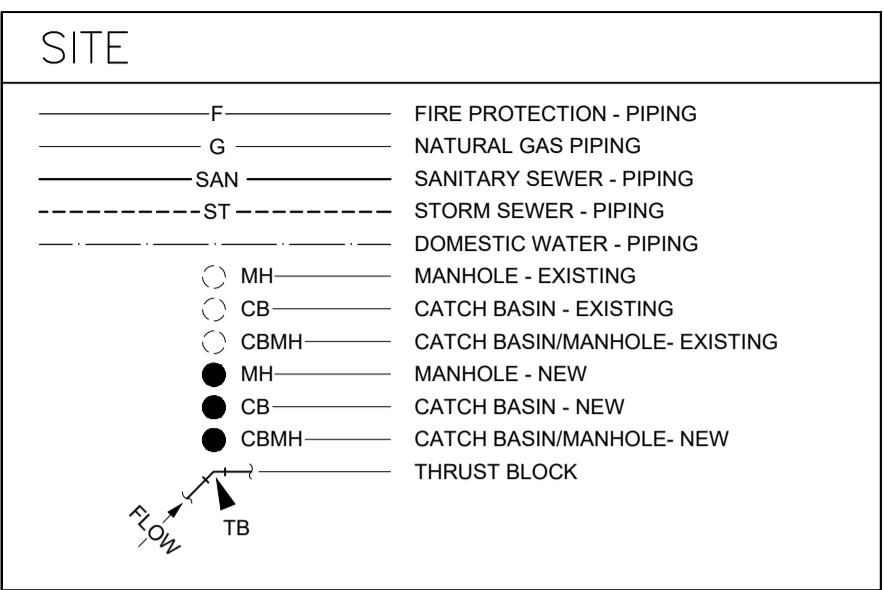 SITE
F FIRE PROTECTION - PIPING
G NATURAL GAS PIPING
SAN SANITARY SEWER - PIPING
ST STORM SEWER - PIPING
DOMESTIC WATER - PIPING
MH MANHOLE - EXISTING
CB CATCH BASIN - EXISTING
CBMH CATCH BASIN/MANHOLE- EXISTING
MH MANHOLE - NEW
CB CATCH BASIN - NEW
CBMH CATCH BASIN/MANHOLE- NEW
THRUST BLOCK
FLOW
TB